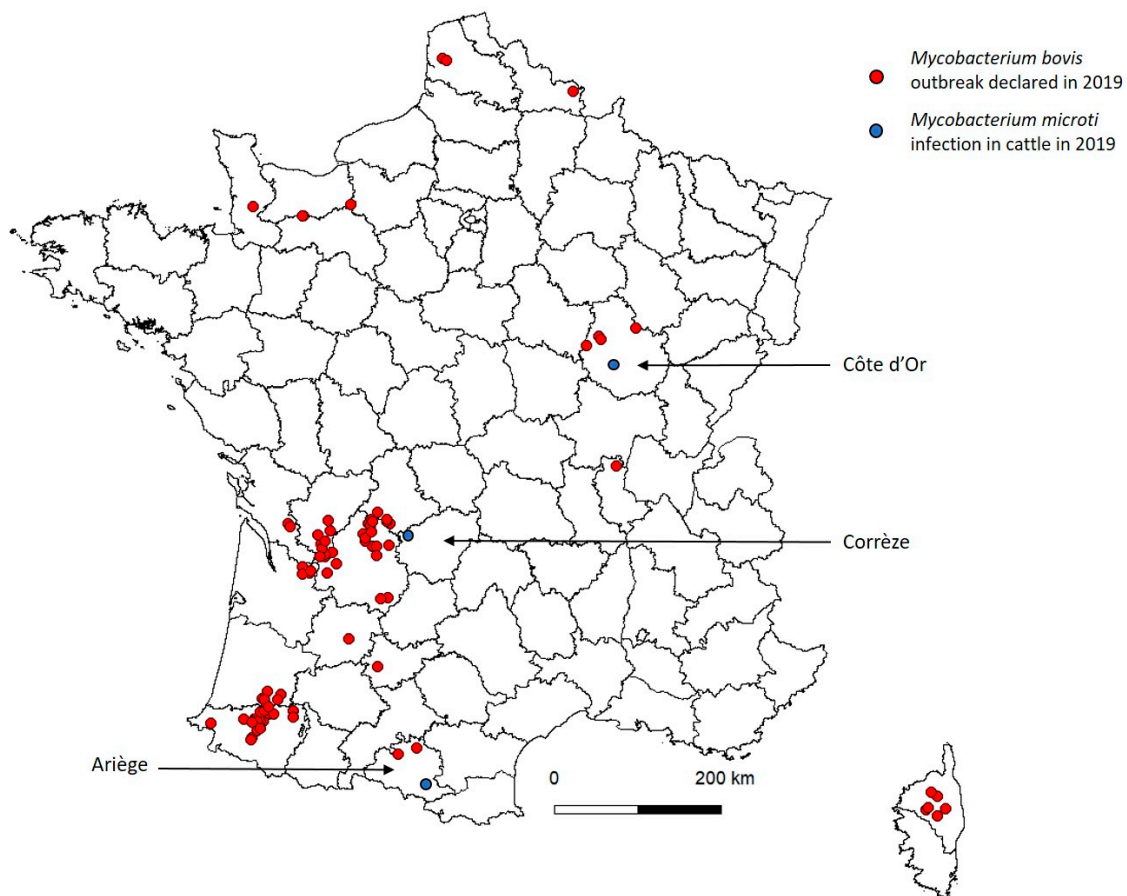 Mycobacterium bovis
outbreak declared in 2019
Mycobacterium microti
infection in cattle in 2019
Côte d’Or
Corrèze
Ariège
0
200 km